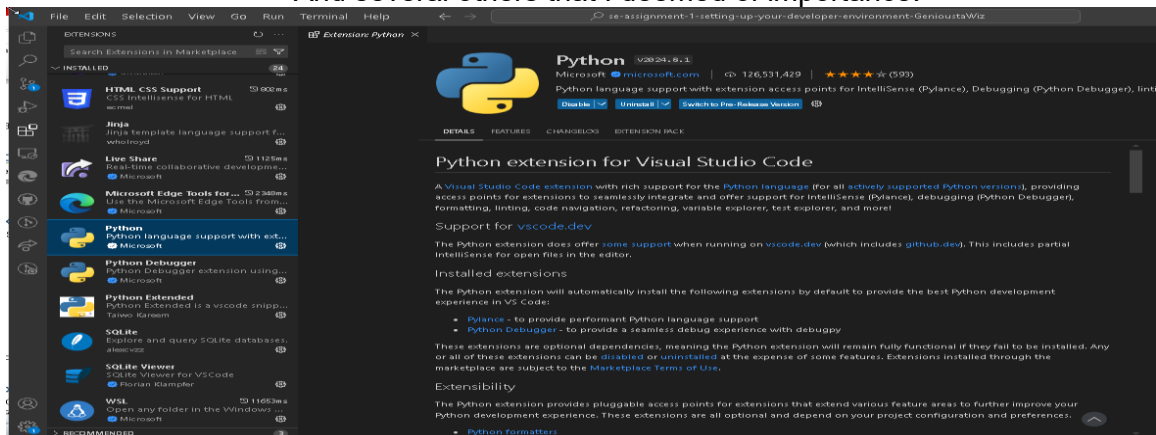 And several others that I deemed of importance.
File Edit Selection View Go Run Terminal Help
se-assignment-1-setting-up-your-developer-environment-GenioustaWiz
EXTENSIONS
Search Extensions in Marketplace
INSTALLED 24
HTML CSS Support 802ms
CSS Intellisense for HTML
ecmel
Jinja
Jinja template language support f...
wholroyd
Live Share 1125ms
Real-time collaborative developme...
Microsoft
Microsoft Edge Tools for ... 2348ms
Use the Microsoft Edge Tools from...
Microsoft
Python
Python language support with ext...
Microsoft
Python Debugger
Python Debugger extension using...
Microsoft
Python Extended
Python Extended is a vscode snipp...
Taiwo Kareem
SQLite
Explore and query SQLite databases.
alexcvzz
SQLite Viewer
SQLite Viewer for VSCode
Florian Klampfer
WSL 11653ms
Open any folder in the Windows ...
Microsoft
RECOMMENDED 3
Extension: Python
Python v2024.8.1
Microsoft microsoft.com | 126,531,429 | (593)
Python language support with extension access points for IntelliSense (Pylance), Debugging (Python Debugger), linti
Disable Uninstall Switch to Pre-Release Version
DETAILS FEATURES CHANGELOG EXTENSION PACK
Python extension for Visual Studio Code
A Visual Studio Code extension with rich support for the Python language (for all actively supported Python versions), providing
access points for extensions to seamlessly integrate and offer support for IntelliSense (Pylance), debugging (Python Debugger),
formatting, linting, code navigation, refactoring, variable explorer, test explorer, and more!
Support for vscode.dev
The Python extension does offer some support when running on vscode.dev (which includes github.dev). This includes partial
IntelliSense for open files in the editor.
Installed extensions
The Python extension will automatically install the following extensions by default to provide the best Python development
experience in VS Code:
• Pylance - to provide performant Python language support
• Python Debugger - to provide a seamless debug experience with debugpy
These extensions are optional dependencies, meaning the Python extension will remain fully functional if they fail to be installed. Any
or all of these extensions can be disabled or uninstalled at the expense of some features. Extensions installed through the
marketplace are subject to the Marketplace Terms of Use.
Extensibility
The Python extension provides pluggable access points for extensions that extend various feature areas to further improve your
Python development experience. These extensions are all optional and depend on your project configuration and preferences.
• Python formatters